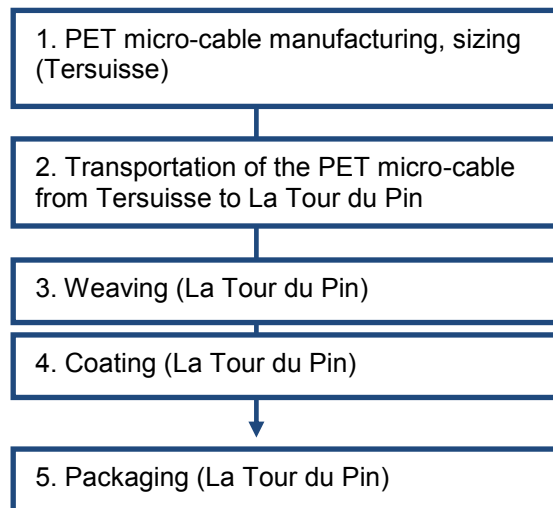 1. PET micro-cable manufacturing, sizing
(Tersuisse)
2. Transportation of the PET micro-cable
from Tersuisse to La Tour du Pin
3. Weaving (La Tour du Pin)
4. Coating (La Tour du Pin)
5. Packaging (La Tour du Pin)